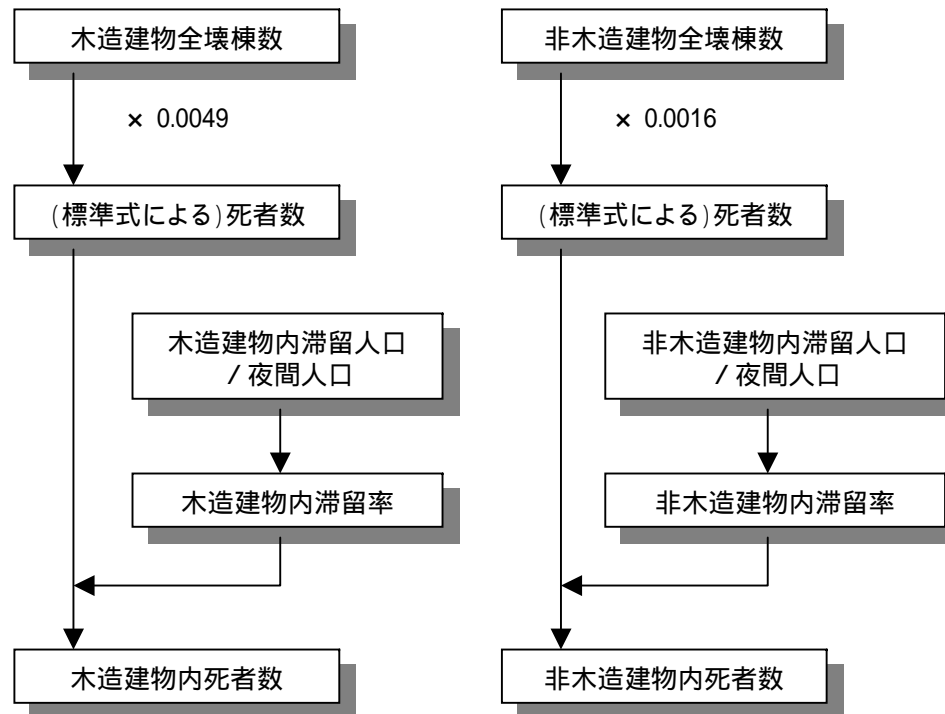 木造建物全壊棟数
× 0.0049
(標準式による)死者数
木造建物内滞留人口
/ 夜間人口
木造建物内滞留率
木造建物内死者数
非木造建物全壊棟数
× 0.0016
(標準式による)死者数
非木造建物内滞留人口
/ 夜間人口
非木造建物内滞留率
非木造建物内死者数